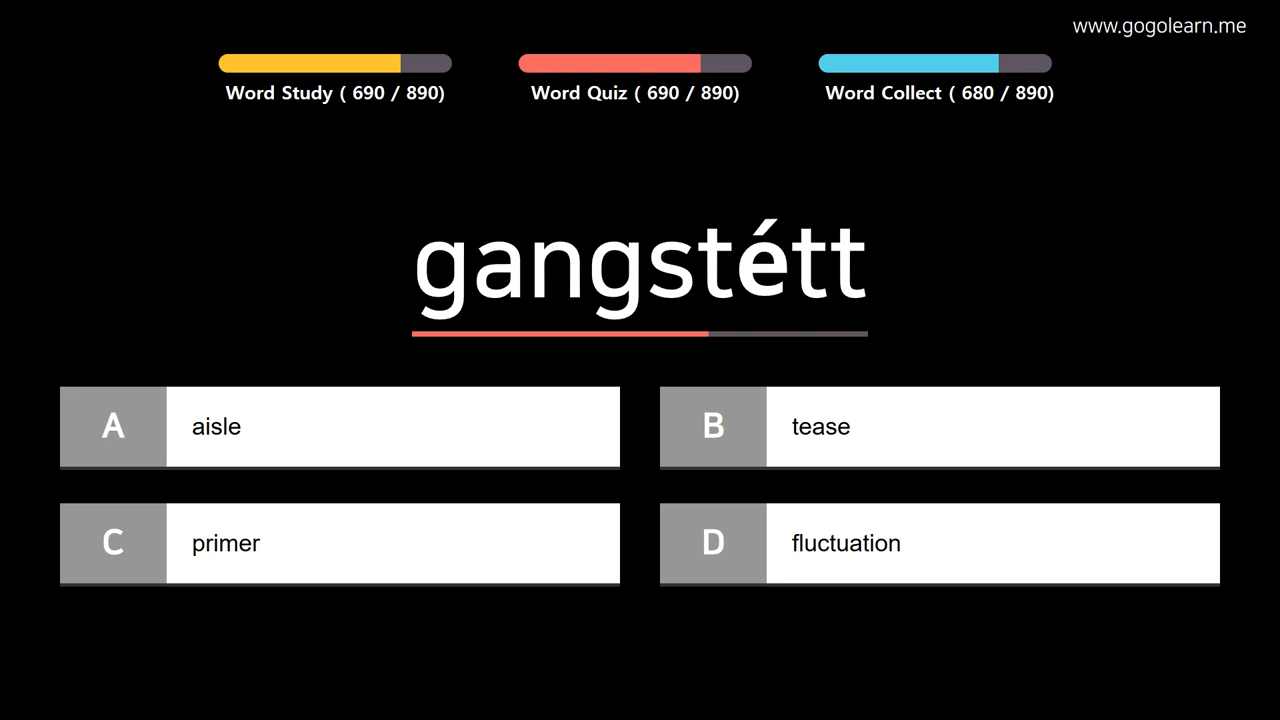 www.gogolearn.me
Word Study ( 690 / 890)
Word Quiz ( 690 / 890)
Word Collect ( 680 / 890)
gangstétt
A aisle
B tease
C primer
D fluctuation